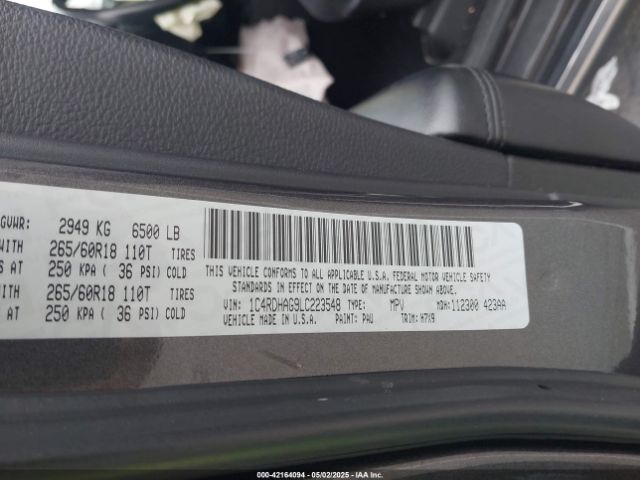 GVWR: 2949 KG 6500 LB
WITH 265/60R18 110T TIRES
S AT 250 KPA ( 36 PSI) COLD
WITH 265/60R18 110T TIRES
S AT 250 KPA ( 36 PSI) COLD
THIS VEHICLE CONFORMS TO ALL APPLICABLE U.S.A. FEDERAL MOTOR VEHICLE SAFETY
STANDARDS IN EFFECT ON THE DATE OF MANUFACTURE SHOWN ABOVE.
VIN: 1C4RDHAG9LC223548 TYPE: MPV MDH: 112300 423AA
VEHICLE MADE IN U.S.A. PAINT: PAU TRIM: H7X9
000-42164094 - 05/02/2025 - IAA Inc.